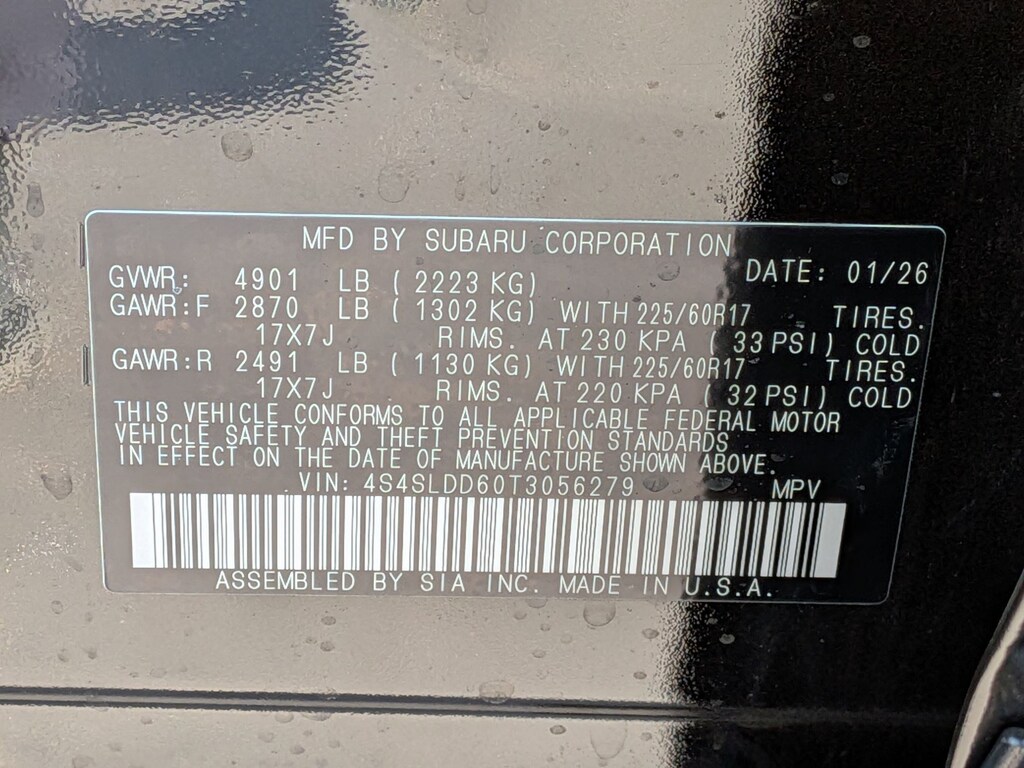 MFD BY SUBARU CORPORATION
DATE: 01/26
GVWR: 4901 LB ( 2223 KG)
GAWR:F 2870 LB ( 1302 KG) WITH 225/60R17 TIRES.
17X7J RIMS. AT 230 KPA ( 33 PSI) COLD
GAWR:R 2491 LB ( 1130 KG) WITH 225/60R17 TIRES.
17X7J RIMS. AT 220 KPA ( 32 PSI) COLD
THIS VEHICLE CONFORMS TO ALL APPLICABLE FEDERAL MOTOR
VEHICLE SAFETY AND THEFT PREVENTION STANDARDS
IN EFFECT ON THE DATE OF MANUFACTURE SHOWN ABOVE.
VIN: 4S4SLDD60T3056279 MPV
ASSEMBLED BY SIA INC. MADE IN U.S.A.